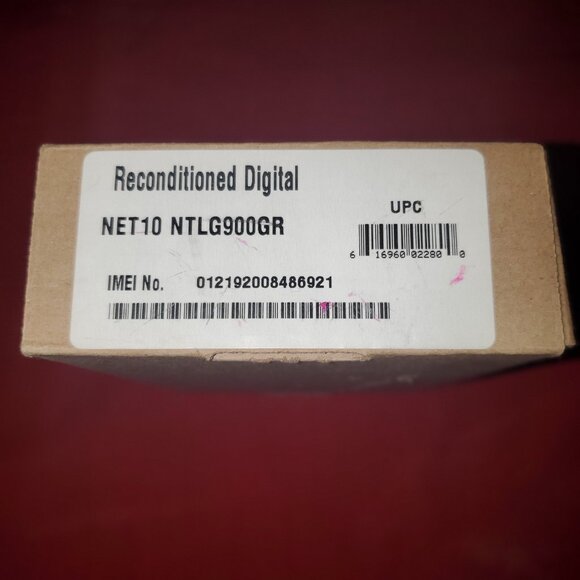 Reconditioned Digital
NET10 NTLG900GR
UPC
6 16960 02280 0
IMEI No. 012192008486921